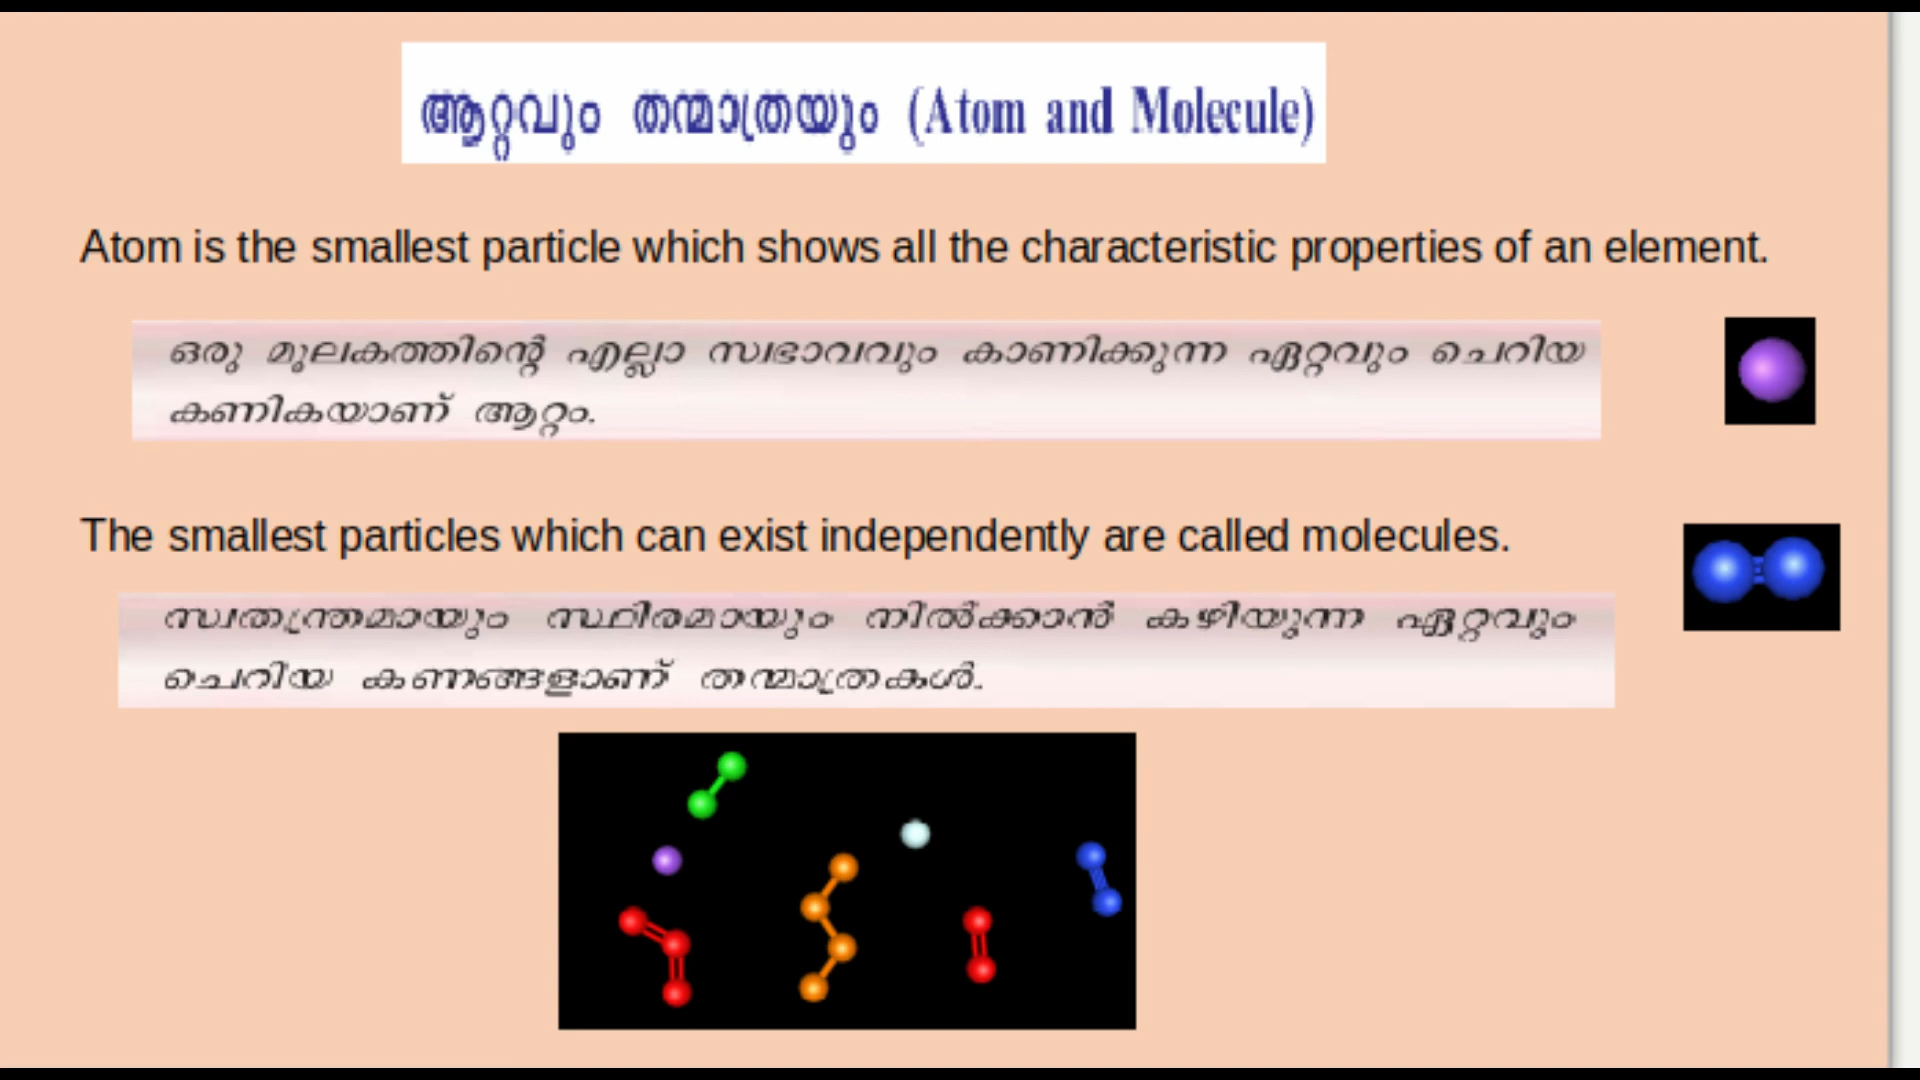 ആറ്റവും തന്മാത്രയും (Atom and Molecule)
Atom is the smallest particle which shows all the characteristic properties of an element.
ഒരു മൂലകത്തിന്റെ എല്ലാ സ്വഭാവവും കാണിക്കുന്ന ഏറ്റവും ചെറിയ
കണികയാണ് ആറ്റം.
The smallest particles which can exist independently are called molecules.
സ്വതന്ത്രമായും സ്ഥിരമായും നിൽക്കാൻ കഴിയുന്ന ഏറ്റവും
ചെറിയ കണങ്ങളാണ് തന്മാത്രകൾ.